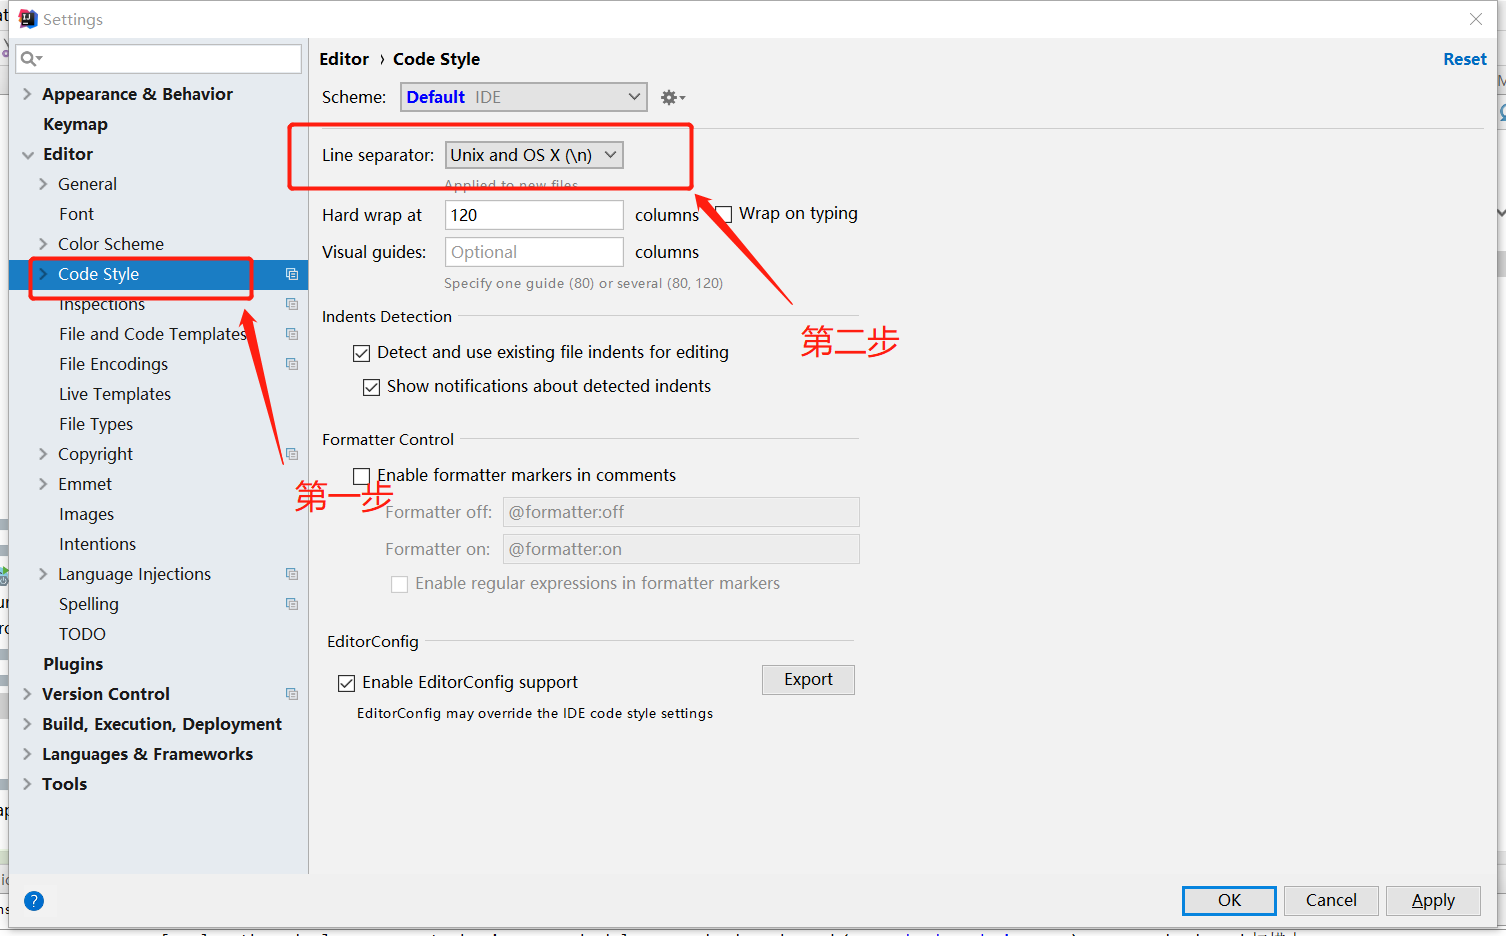 Settings
Appearance & Behavior
Keymap
Editor
General
Font
Color Scheme
Code Style
Inspections
File and Code Templates
File Encodings
Live Templates
File Types
Copyright
Emmet
Images
Intentions
Language Injections
Spelling
TODO
Plugins
Version Control
Build, Execution, Deployment
Languages & Frameworks
Tools
第一步
Editor › Code Style
Reset
Scheme: Default IDE
Line separator: Unix and OS X (\n)
Applied to new files
Hard wrap at 120 columns Wrap on typing
Visual guides: Optional columns
Specify one guide (80) or several (80, 120)
第二步
Indents Detection
Detect and use existing file indents for editing
Show notifications about detected indents
Formatter Control
Enable formatter markers in comments
Formatter off: @formatter:off
Formatter on: @formatter:on
Enable regular expressions in formatter markers
EditorConfig
Enable EditorConfig support
Export
EditorConfig may override the IDE code style settings
?
OK Cancel Apply